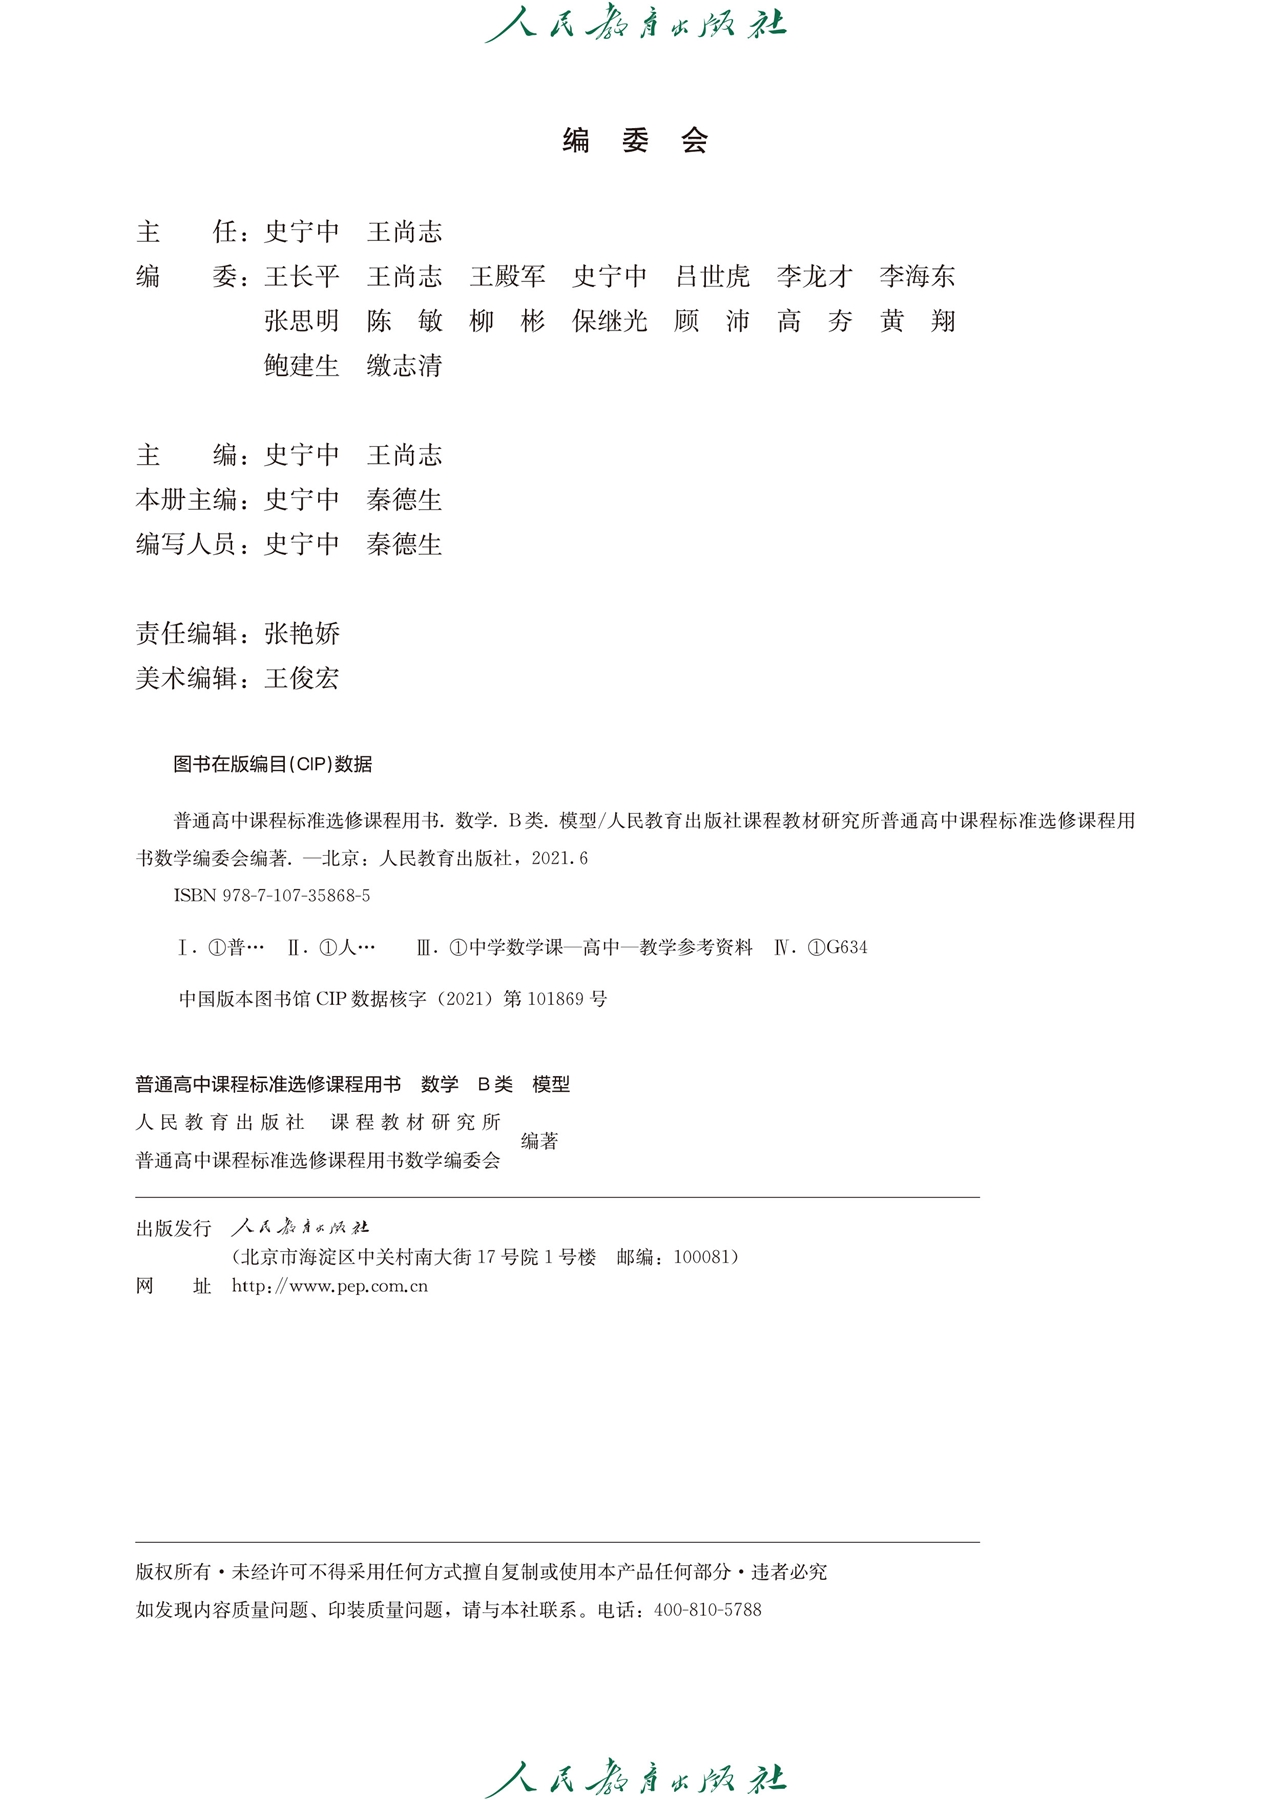 人民教育出版社
编 委 会
主 任：史宁中 王尚志
编 委：王长平 王尚志 王殿军 史宁中 吕世虎 李龙才 李海东
张思明 陈 敏 柳 彬 保继光 顾 沛 高 夯 黄 翔
鲍建生 缴志清
主 编：史宁中 王尚志
本册主编：史宁中 秦德生
编写人员：史宁中 秦德生
责任编辑：张艳娇
美术编辑：王俊宏
图书在版编目(CIP)数据
普通高中课程标准选修课程用书. 数学. B类. 模型/人民教育出版社课程教材研究所普通高中课程标准选修课程用
书数学编委会编著. —北京：人民教育出版社，2021.6
ISBN 978-7-107-35868-5
Ⅰ. ①普… Ⅱ. ①人… Ⅲ. ①中学数学课—高中—教学参考资料 Ⅳ. ①G634
中国版本图书馆CIP数据核字（2021）第101869号
普通高中课程标准选修课程用书 数学 B类 模型
人民教育出版社 课程教材研究所
普通高中课程标准选修课程用书数学编委会 编著
出版发行 人民教育出版社
（北京市海淀区中关村南大街17号院1号楼 邮编：100081）
网 址 http://www.pep.com.cn
版权所有·未经许可不得采用任何方式擅自复制或使用本产品任何部分·违者必究
如发现内容质量问题、印装质量问题，请与本社联系。电话：400-810-5788
人民教育出版社